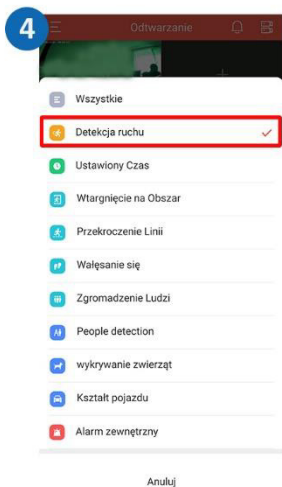 4
Odtwarzanie
Wszystkie
Detekcja ruchu
Ustawiony Czas
Wtargnięcie na Obszar
Przekroczenie Linii
Wałęsanie się
Zgromadzenie Ludzi
People detection
wykrywanie zwierząt
Kształt pojazdu
Alarm zewnętrzny
Anuluj